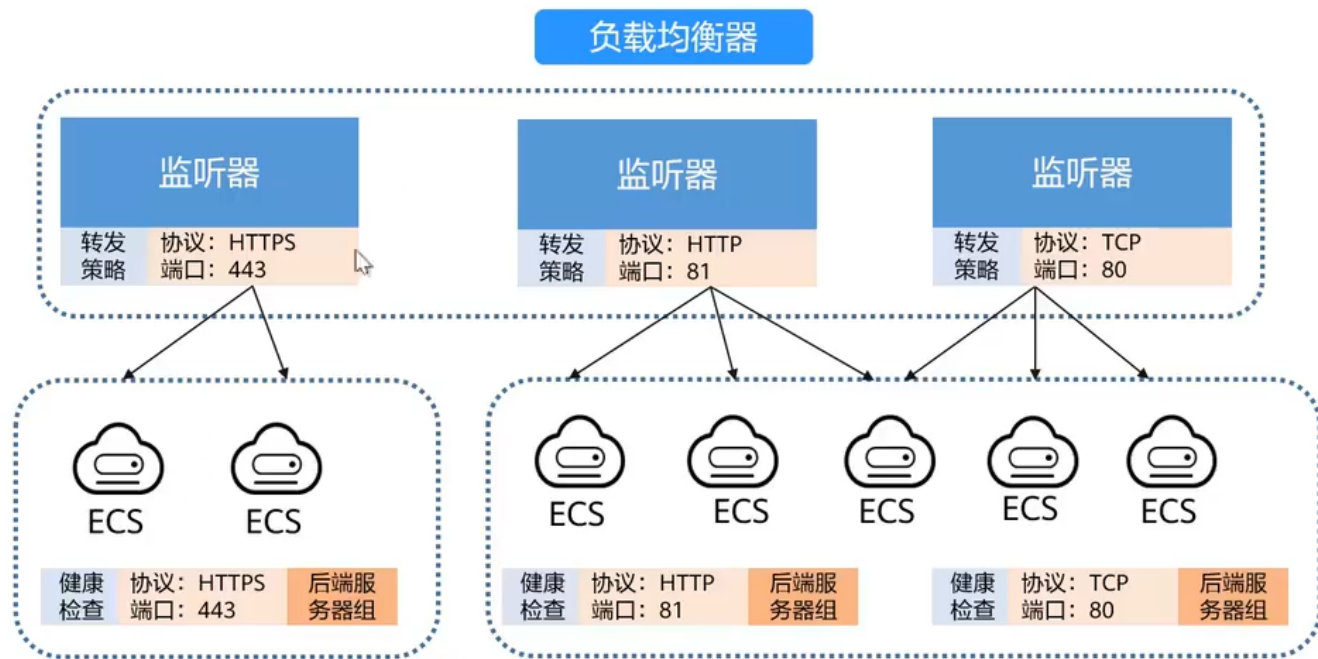 负载均衡器
监听器
转发
策略
协议：HTTPS
端口：443
监听器
转发
策略
协议：HTTP
端口：81
监听器
转发
策略
协议：TCP
端口：80
ECS
ECS
ECS
ECS
ECS
ECS
ECS
健康
检查
协议：HTTPS
端口：443
后端服
务器组
健康
检查
协议：HTTP
端口：81
后端服
务器组
健康
检查
协议：TCP
端口：80
后端服
务器组